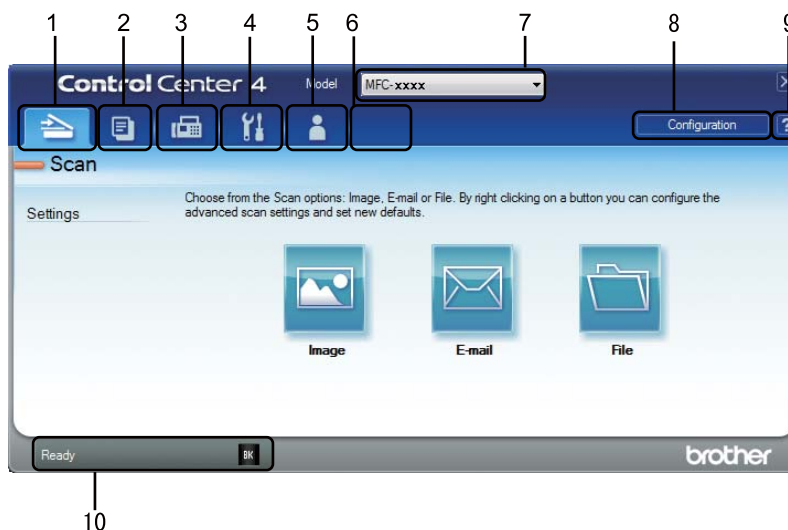 1 2 3 4 5 6 7 8 9
Control Center 4 Model MFC-xxxx
Configuration ?
Scan
Settings
Choose from the Scan options: Image, E-mail or File. By right clicking on a button you can configure the
advanced scan settings and set new defaults.
Image E-mail File
Ready BK brother
10